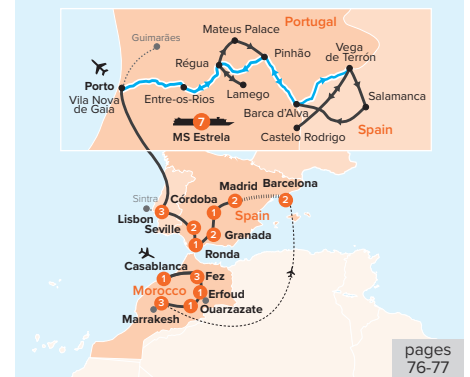 Guimarães
Mateus Palace
Portugal
Régua
Pinhão
Vega
de Terrón
Porto
Vila Nova
de Gaia
Entre-os-Rios
Lamego
Barca d'Alva
Salamanca
Castelo Rodrigo
Spain
7
MS Estrela
Sintra
3
Lisbon
Córdoba
1
Madrid
2
Barcelona
2
Spain
Seville
2
2
Granada
1
Ronda
Casablanca
1
3
Fez
Morocco
1
Erfoud
3
1
Ouarzazate
Marrakesh
pages
76-77